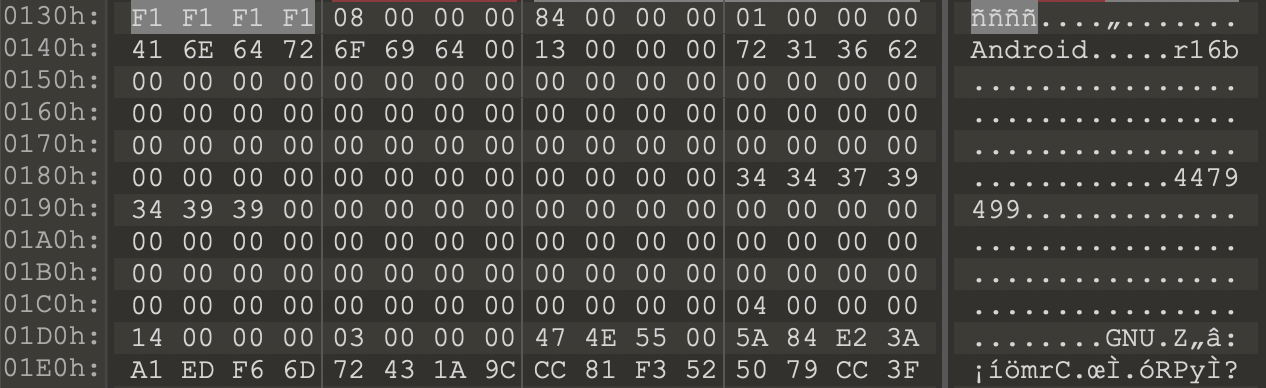 0130h: F1 F1 F1 F1 08 00 00 00 84 00 00 00 01 00 00 00 ññññ....„.......
0140h: 41 6E 64 72 6F 69 64 00 13 00 00 00 72 31 36 62 Android.....r16b
0150h: 00 00 00 00 00 00 00 00 00 00 00 00 00 00 00 00 ................
0160h: 00 00 00 00 00 00 00 00 00 00 00 00 00 00 00 00 ................
0170h: 00 00 00 00 00 00 00 00 00 00 00 00 00 00 00 00 ................
0180h: 00 00 00 00 00 00 00 00 00 00 00 00 34 34 37 39 ............4479
0190h: 34 39 39 00 00 00 00 00 00 00 00 00 00 00 00 00 499.............
01A0h: 00 00 00 00 00 00 00 00 00 00 00 00 00 00 00 00 ................
01B0h: 00 00 00 00 00 00 00 00 00 00 00 00 00 00 00 00 ................
01C0h: 00 00 00 00 00 00 00 00 00 00 00 00 04 00 00 00 ................
01D0h: 14 00 00 00 03 00 00 00 47 4E 55 00 5A 84 E2 3A ........GNU.Z„â:
01E0h: A1 ED F6 6D 72 43 1A 9C CC 81 F3 52 50 79 CC 3F ¡íömrC.œÌ.óRPyÌ?